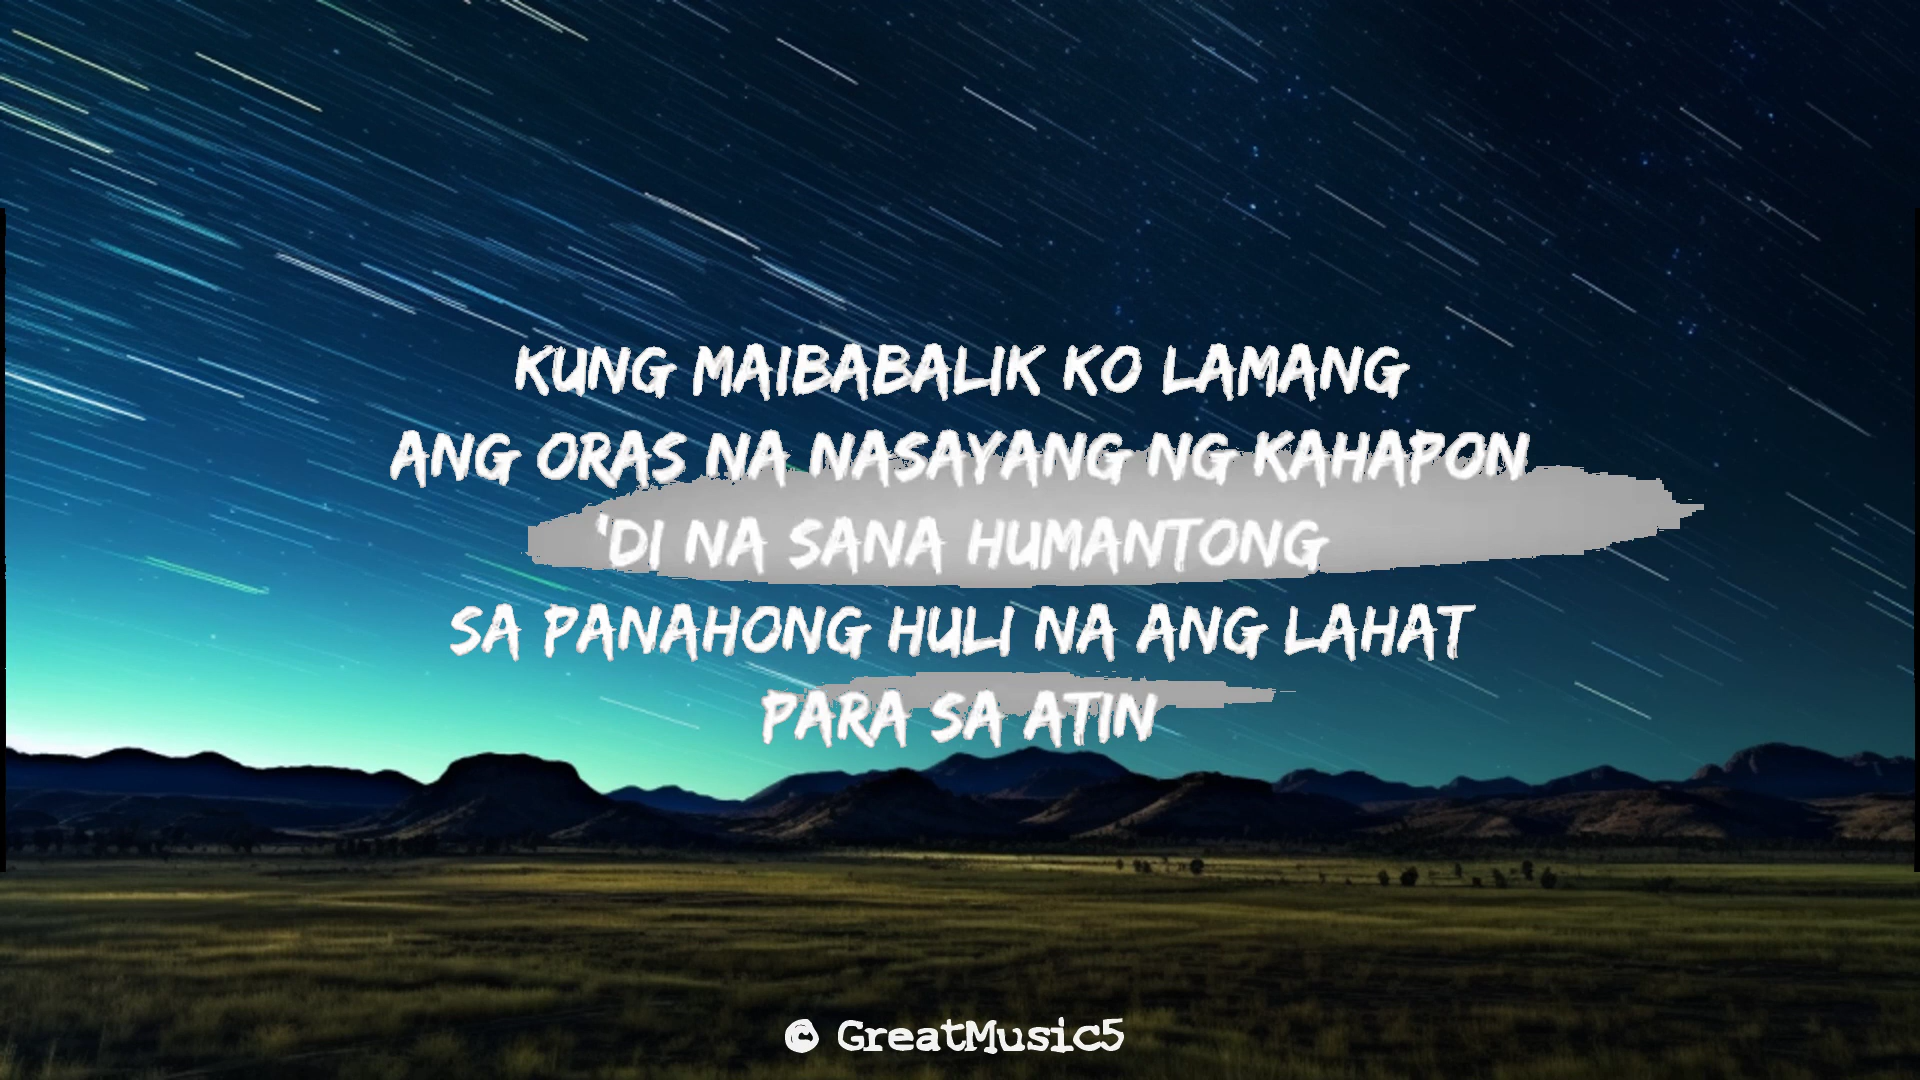 KUNG MAIBABALIK KO LAMANG
ANG ORAS NA NASAYANG NG KAHAPON
'DI NA SANA HUMANTONG
SA PANAHONG HULI NA ANG LAHAT
PARA SA ATIN
© GreatMusic5